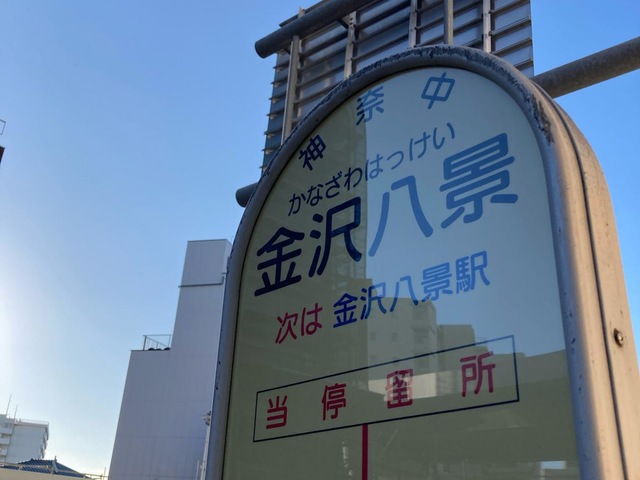 神奈中
かなざわはっけい
金沢八景
次は 金沢八景駅
当停留所